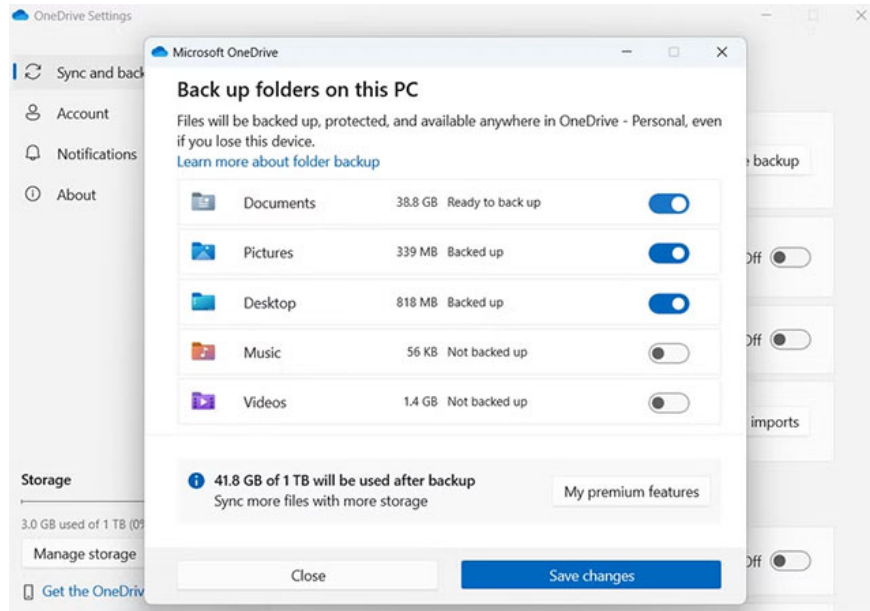 OneDrive Settings
Sync and back
Account
Notifications
About
Microsoft OneDrive
Back up folders on this PC
Files will be backed up, protected, and available anywhere in OneDrive - Personal, even
if you lose this device.
Learn more about folder backup
Documents 38.8 GB Ready to back up
Pictures 339 MB Backed up
Desktop 818 MB Backed up
Music 56 KB Not backed up
Videos 1.4 GB Not backed up
41.8 GB of 1 TB will be used after backup
Sync more files with more storage
My premium features
Close
Save changes
backup
Off
Off
imports
Off
Storage
3.0 GB used of 1 TB (0%
Manage storage
Get the OneDriv